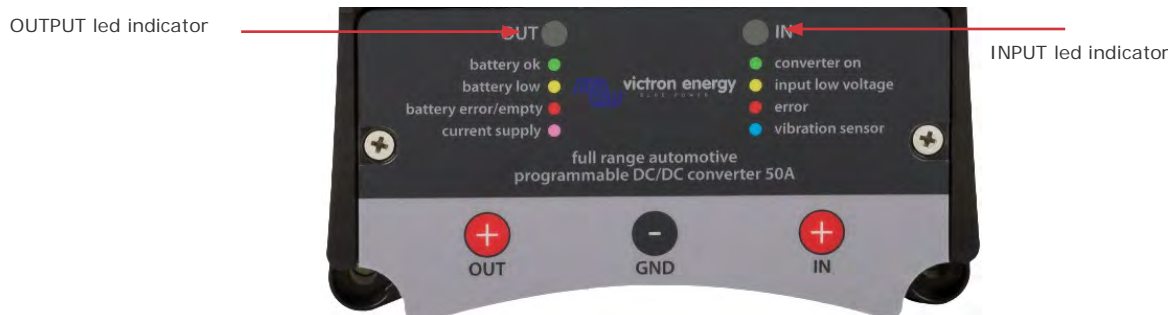 OUTPUT led indicator
INPUT led indicator
OUT
IN
battery ok
battery low
battery error/empty
current supply
converter on
input low voltage
error
vibration sensor
victron energy
BLUE POWER
full range automotive
programmable DC/DC converter 50A
+
-
+
OUT
GND
IN